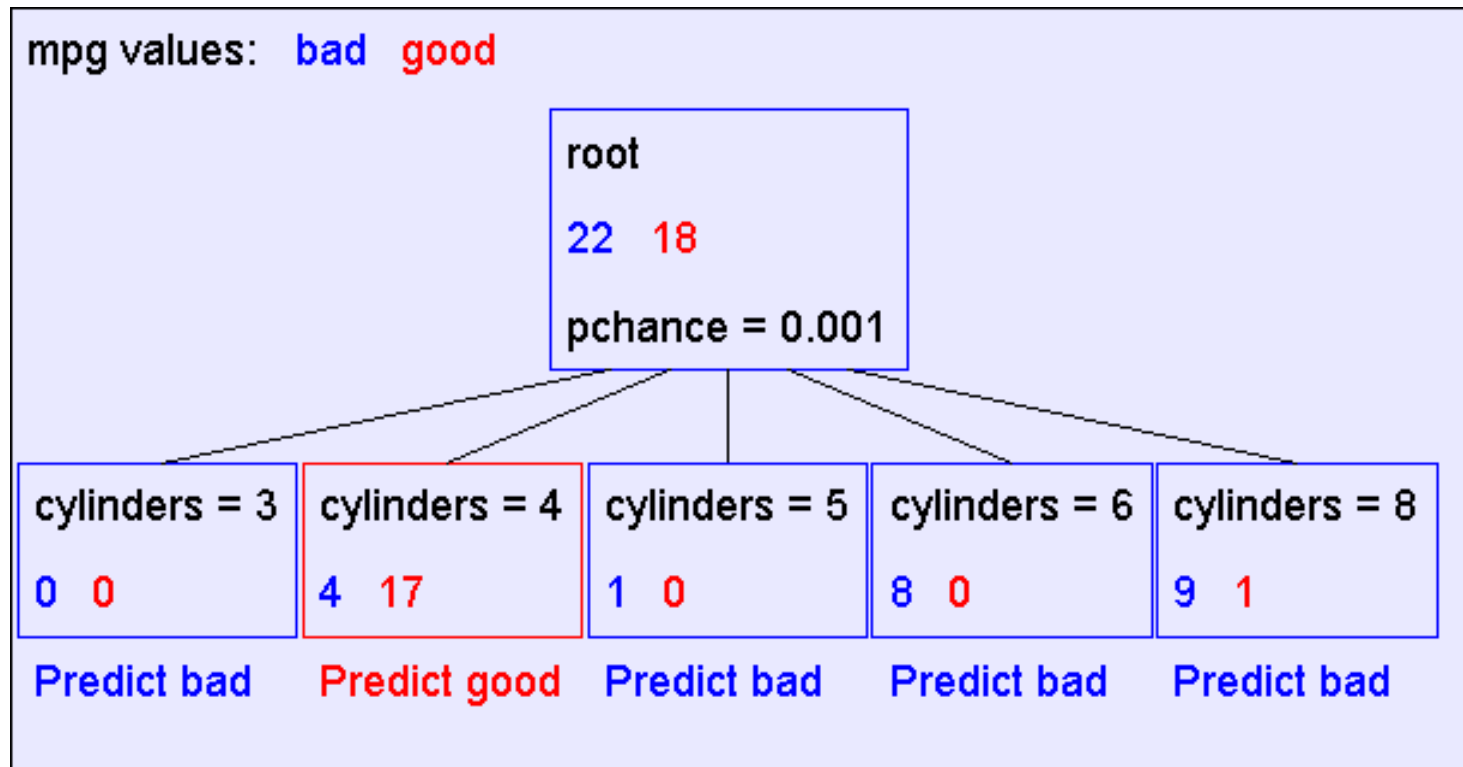 mpg values: bad good
root
22 18
pchance = 0.001
cylinders = 3 cylinders = 4 cylinders = 5 cylinders = 6 cylinders = 8
0 0 4 17 1 0 8 0 9 1
Predict bad Predict good Predict bad Predict bad Predict bad